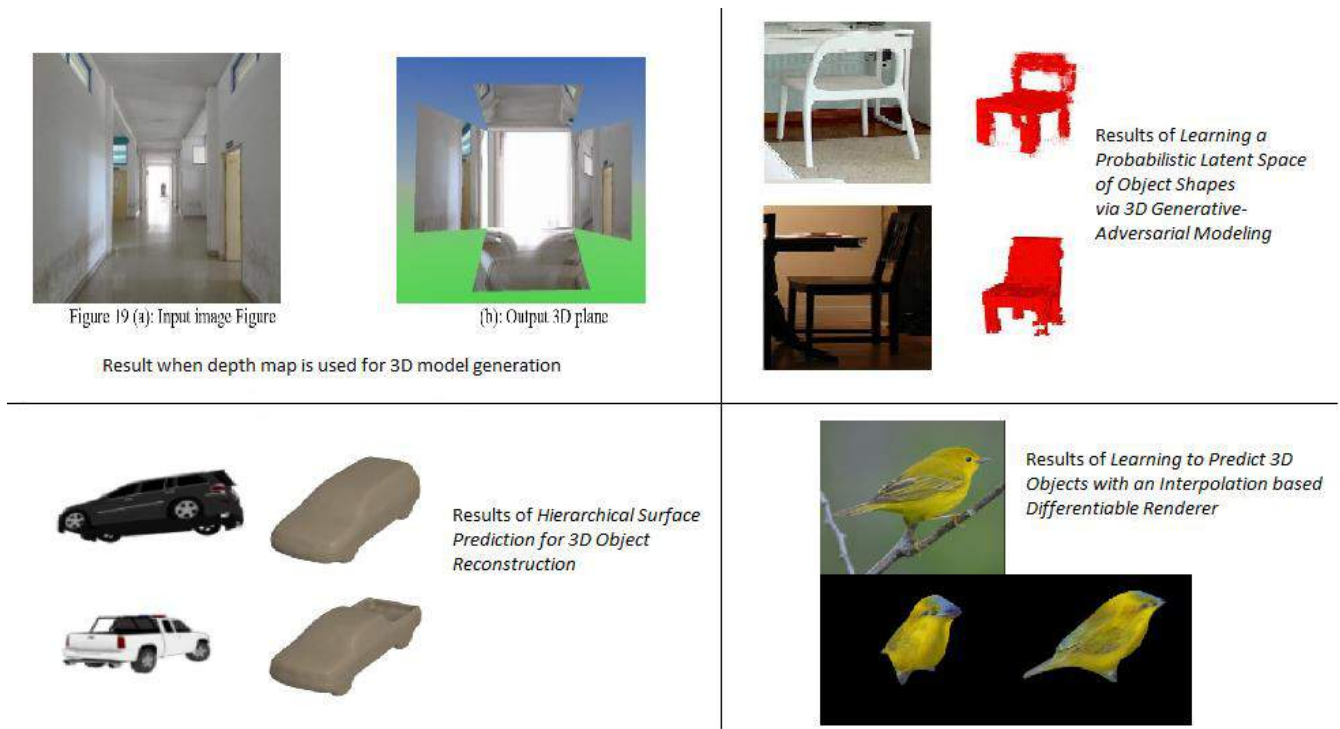 Figure 19 (a): Input image Figure
(b): Output 3D plane
Result when depth map is used for 3D model generation
Results of Learning a
Probabilistic Latent Space
of Object Shapes
via 3D Generative-
Adversarial Modeling
Results of Hierarchical Surface
Prediction for 3D Object
Reconstruction
Results of Learning to Predict 3D
Objects with an Interpolation based
Differentiable Renderer